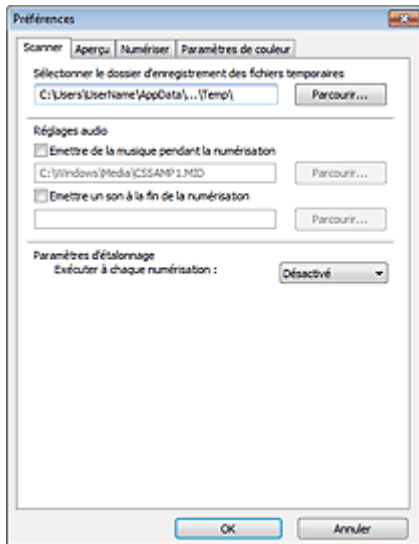 Préférences
Scanner Aperçu Numériser Paramètres de couleur
Sélectionner le dossier d'enregistrement des fichiers temporaires
C:\Users\UserName\AppData\...\Temp\ Parcourir...
Réglages audio
Emettre de la musique pendant la numérisation
C:\Windows\Media\CSSAMP1.MID Parcourir...
Emettre un son à la fin de la numérisation
Parcourir...
Paramètres d'étalonnage
Exécuter à chaque numérisation : Désactivé
OK Annuler